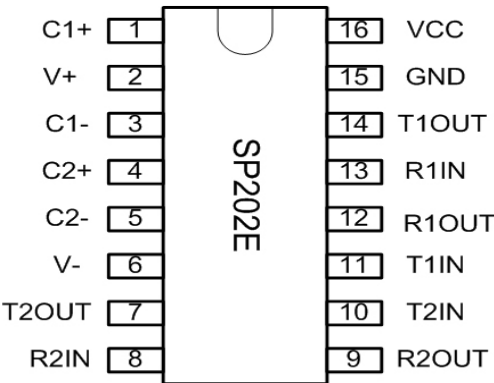 C1+ 1 16 VCC
V+ 2 15 GND
C1- 3 14 T1OUT
C2+ 4 13 R1IN
C2- 5 12 R1OUT
V- 6 11 T1IN
T2OUT 7 10 T2IN
R2IN 8 9 R2OUT
SP202E